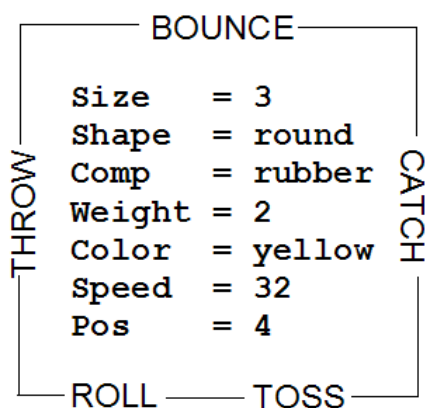 BOUNCE
Size = 3
Shape = round
Comp = rubber
Weight = 2
Color = yellow
Speed = 32
Pos = 4
THROW
CATCH
ROLL
TOSS